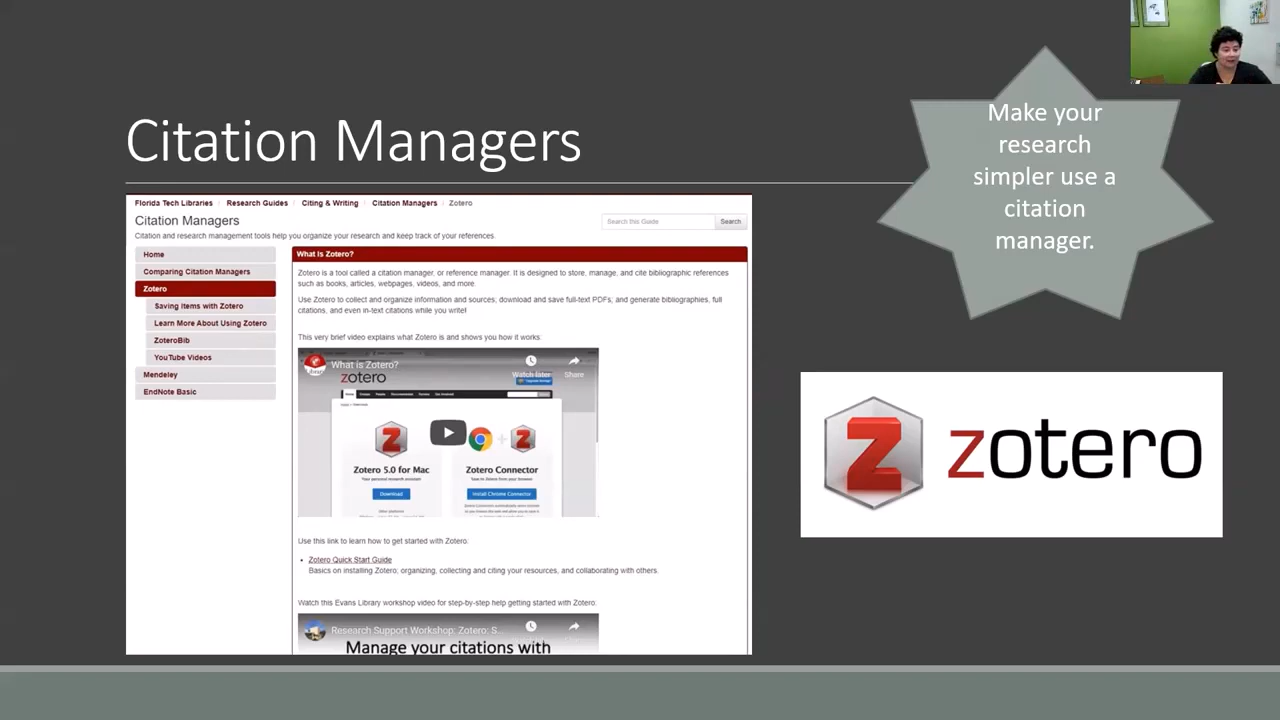 Citation Managers
Make your
research
simpler use a
citation
manager.
Florida Tech Libraries Research Guides Citing & Writing Citation Managers Zotero
Citation Managers
Search this Guide Search
Citation and research management tools help you organize your research and keep track of your references.
Home
Comparing Citation Managers
Zotero
Saving Items with Zotero
Learn More About Using Zotero
ZoteroBib
YouTube Videos
Mendeley
EndNote Basic
What is Zotero?
Zotero is a tool called a citation manager, or reference manager. It is designed to store, manage, and cite bibliographic references
such as books, articles, webpages, videos, and more.
Use Zotero to collect and organize information and sources, download and save full-text PDFs; and generate bibliographies, full
citations, and even in-text citations while you write!
This very brief video explains what Zotero is and shows you how it works:
What is Zotero?
Watch later Share
zotero
Zotero 5.0 for Mac
Your personal research assistant
Download
Zotero Connector
Install Chrome Connector
Use this link to learn how to get started with Zotero:
• Zotero Quick Start Guide
Basics on installing Zotero, organizing, collecting and citing your resources, and collaborating with others.
Watch this Evans Library workshop video for step-by-step help getting started with Zotero:
Research Support Workshop: Zotero: S...
Manage your citations with
Z zotero